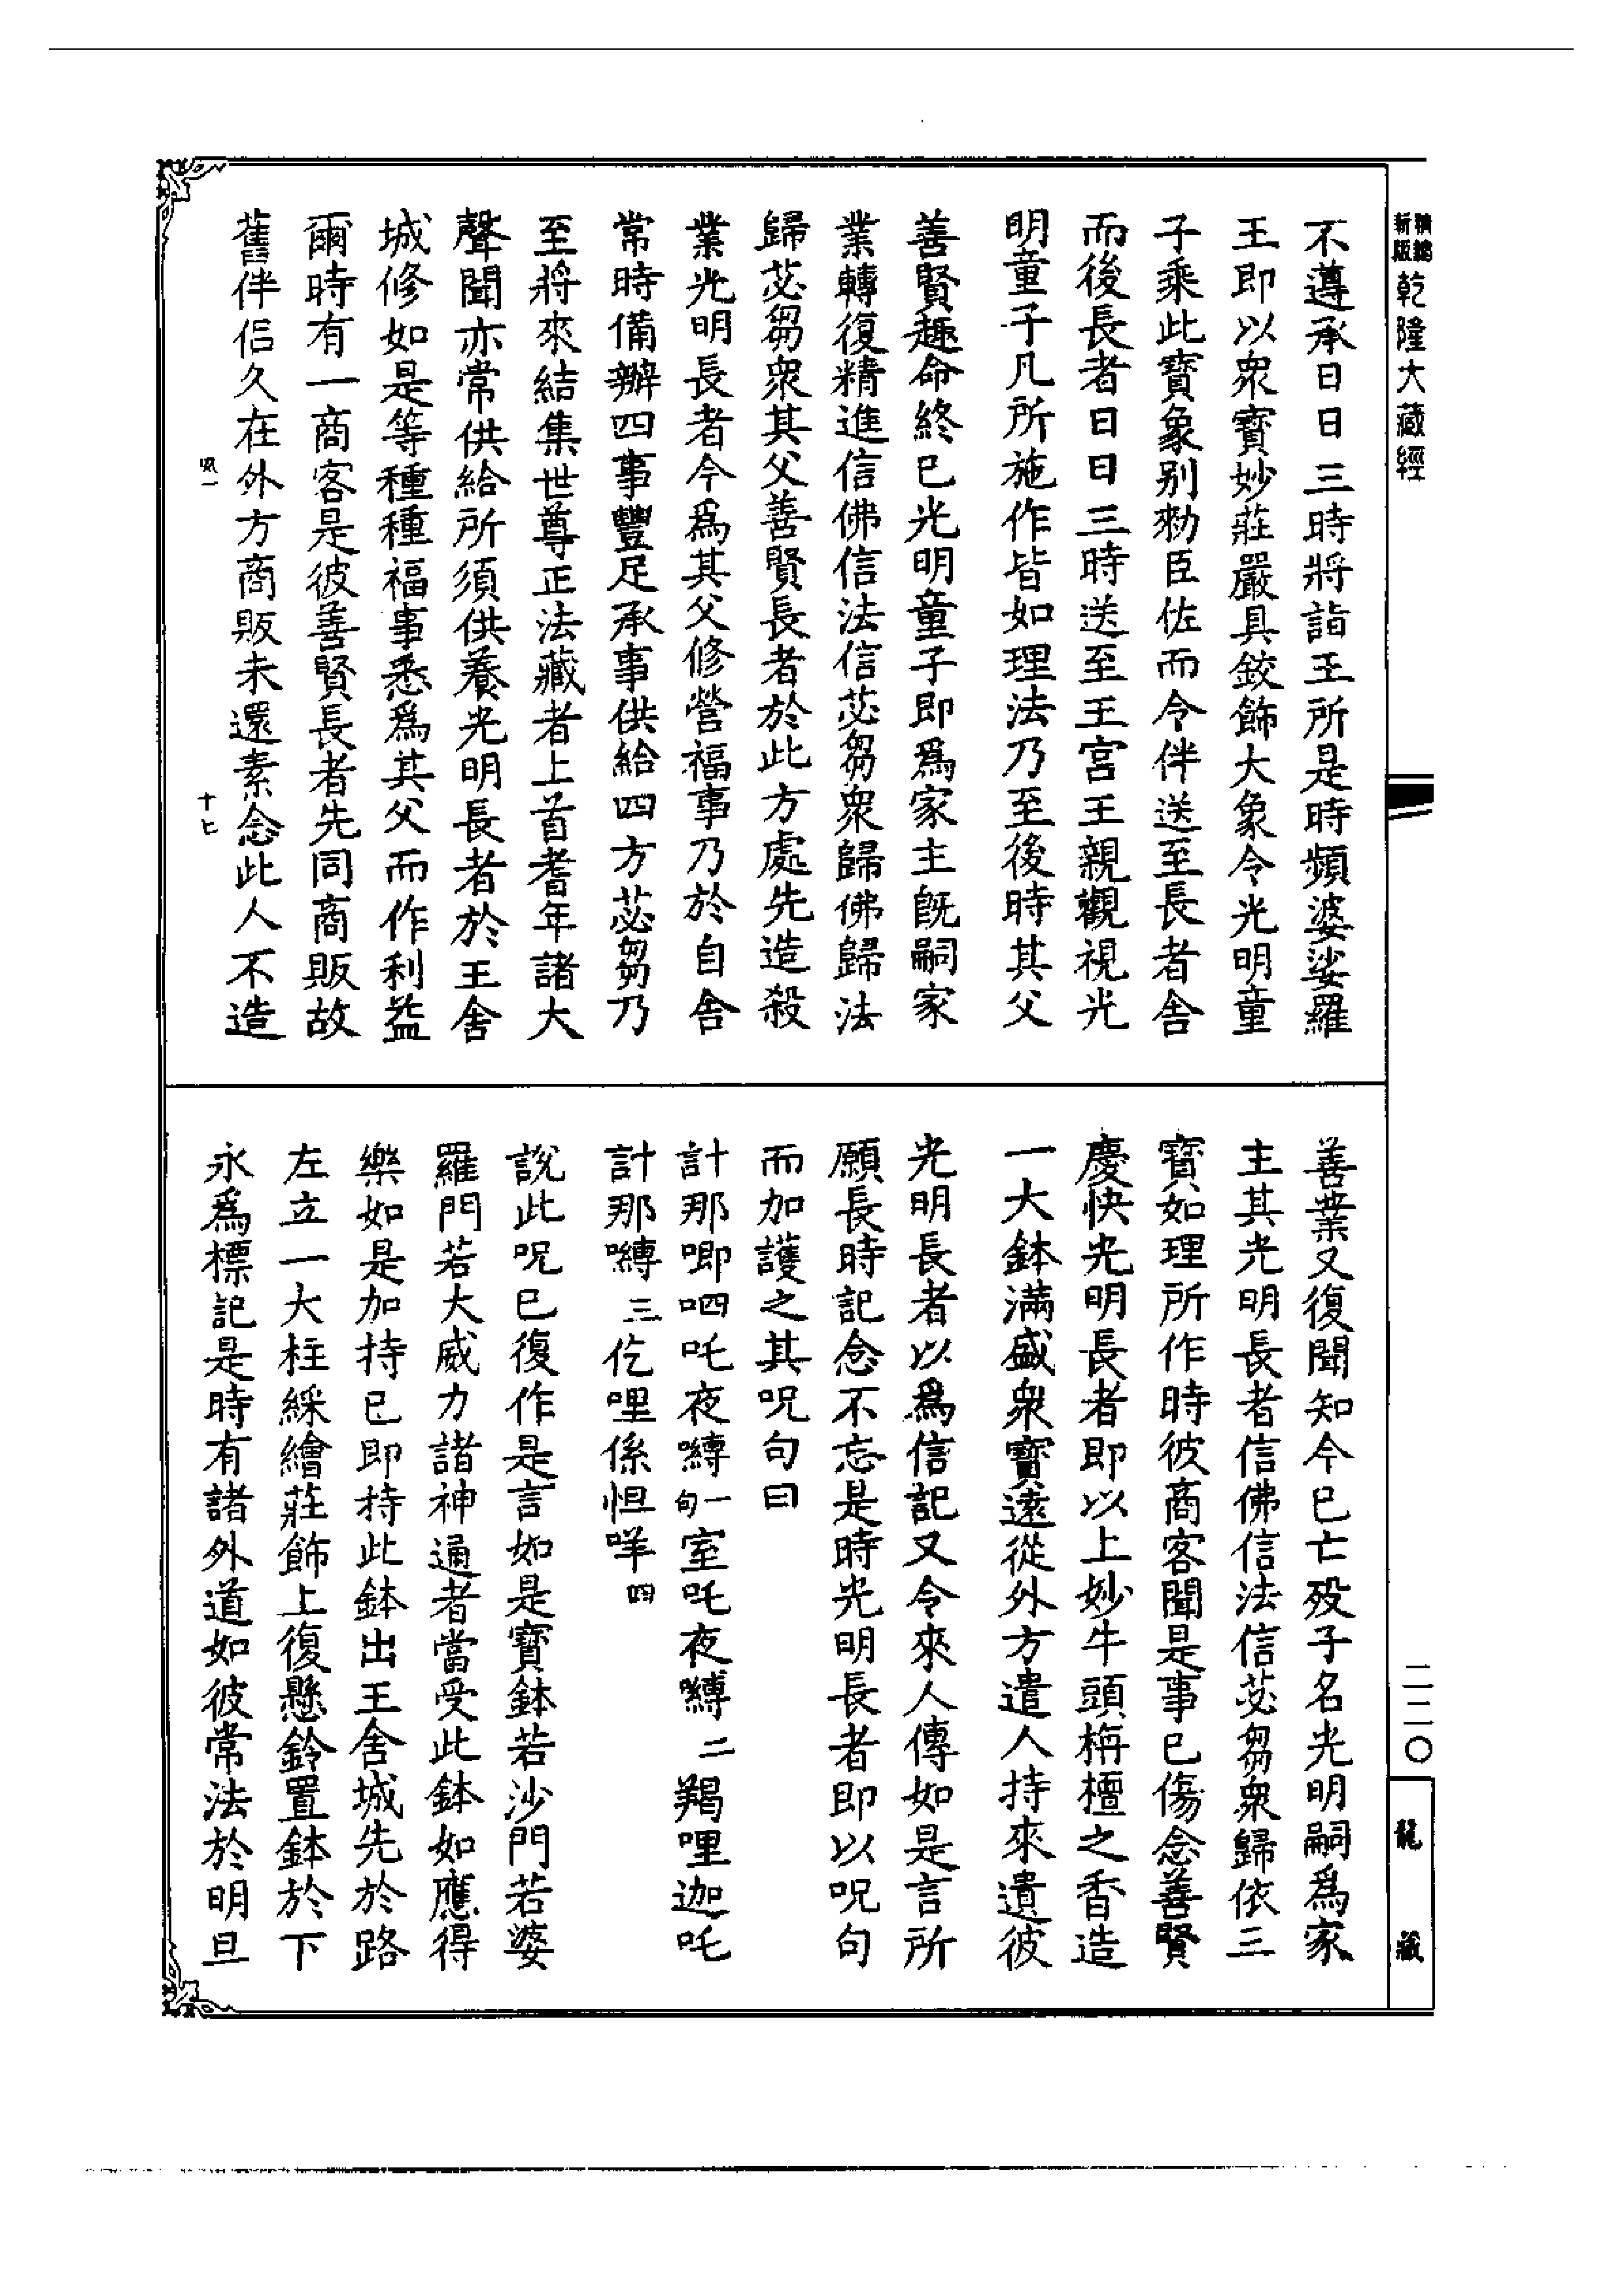 新版精縮乾隆大藏經
不遵承日日三時將詣王所是時頻婆娑羅
王即以衆寶妙莊嚴具鉸飾大象令光明童
子乘此寶象别勑臣佐而令伴送至長者舍
而後長者日日三時送至王宮王親觀視光
明童子凡所施作皆如理法乃至後時其父
善賢趣命終已光明童子即爲家主既嗣家
業轉復精進信佛信法信苾芻衆歸佛歸法
歸苾芻衆其父善賢長者於此方處先造殺
業光明長者今爲其父修營福事乃於自舍
常時備辦四事豐足承事供給四方苾芻乃
至將來結集世尊正法藏者上首耆年諸大
聲聞亦常供給所須供養光明長者於王舍
城修如是等種種福事悉爲其父而作利益
爾時有一商客是彼善賢長者先同商販故
舊伴侶久在外方商販未還素念此人不造
十七
善業又復聞知今已亡歿子名光明嗣爲家
主其光明長者信佛信法信苾芻衆歸依三
寶如理所作時彼商客聞是事已傷念善賢
慶快光明長者即以上妙牛頭栴檀之香造
一大鉢滿盛衆寶遠從外方遣人持來遺彼
光明長者以爲信記又令來人傳如是言所
願長時記念不忘是時光明長者即以呪句
而加護之其呪句曰
計那唧呬吒夜嚩一句室吒夜嚩二羯哩迦吒
計那嚩三仡哩係怛哶四
說此呪已復作是言如是寶鉢若沙門若婆
羅門若大威力諸神通者當受此鉢如應得
樂如是加持已即持此鉢出王舍城先於路
左立一大柱綵繪莊飾上復懸鈴置鉢於下
永爲標記是時有諸外道如彼常法於明旦
二二〇
龍藏